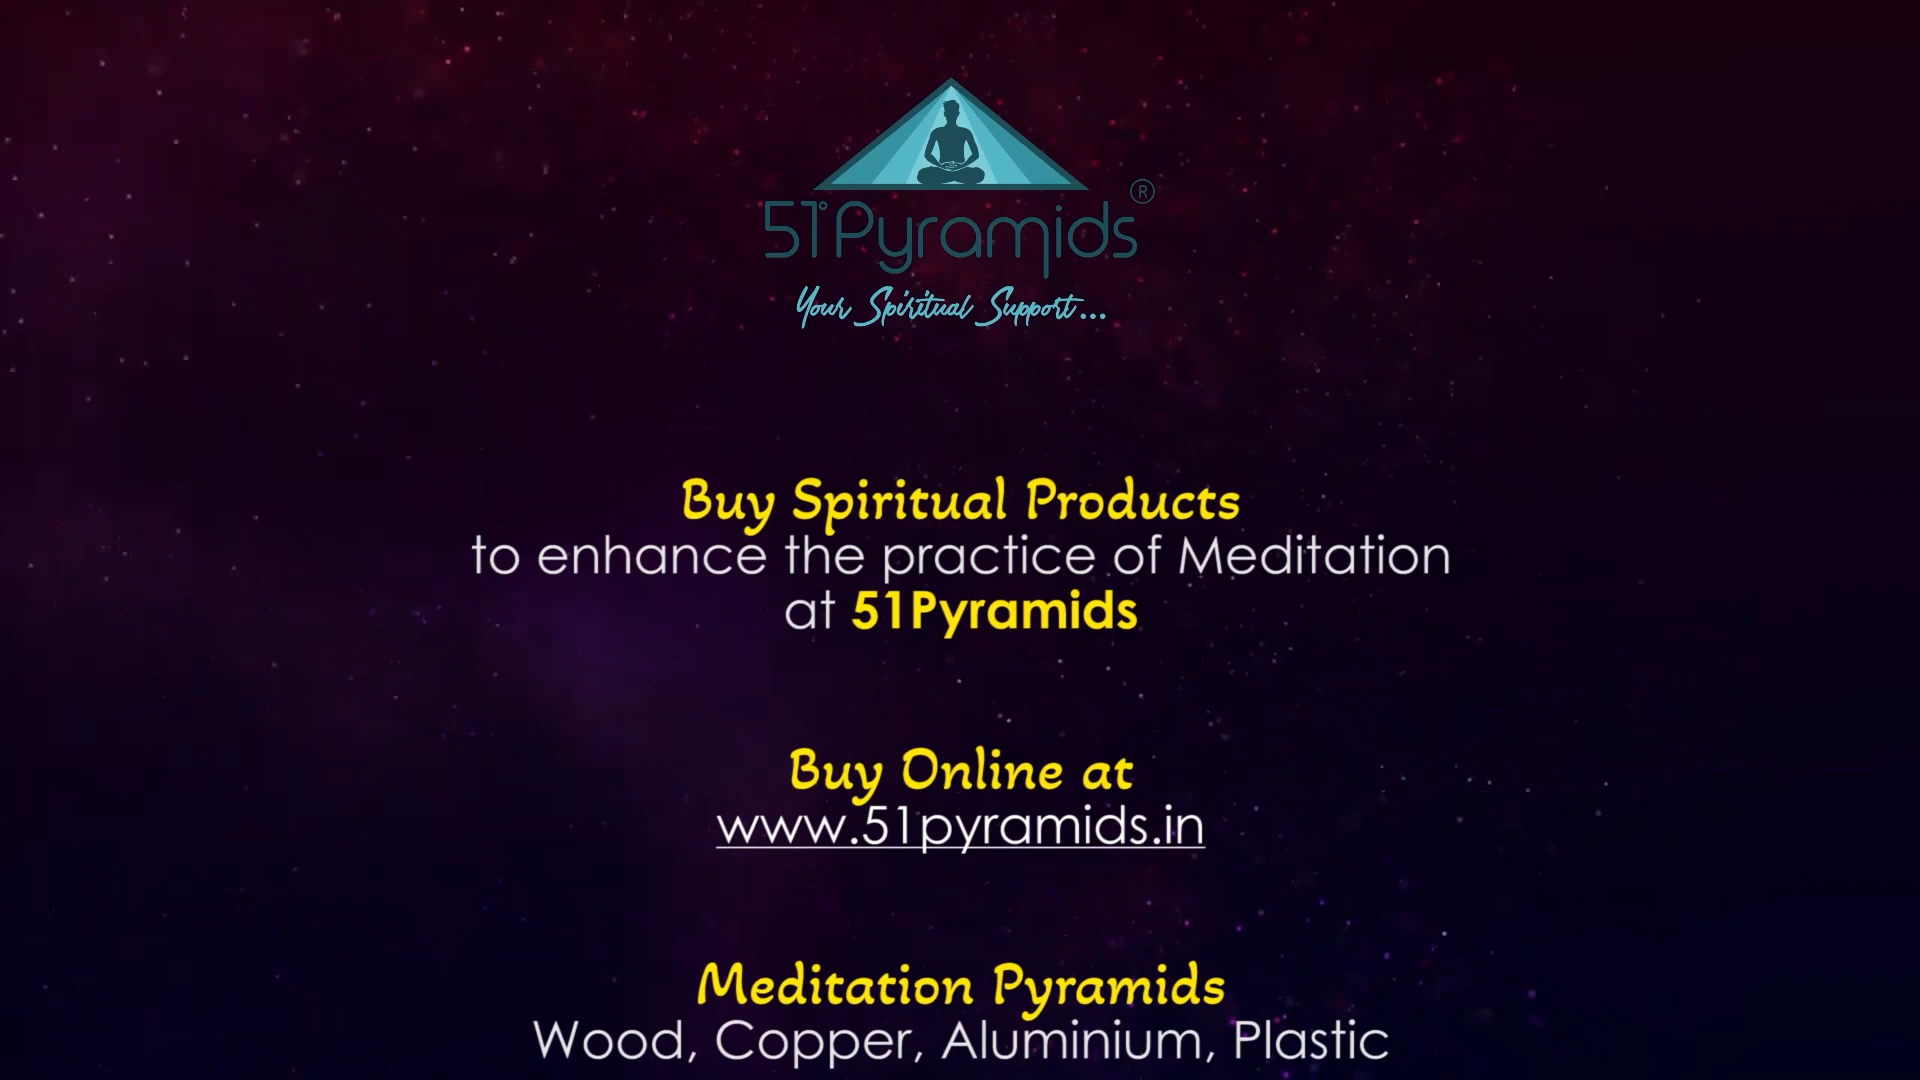 51°Pyramids®
Your Spiritual Support...
Buy Spiritual Products
to enhance the practice of Meditation
at 51Pyramids
Buy Online at
www.51pyramids.in
Meditation Pyramids
Wood, Copper, Aluminium, Plastic